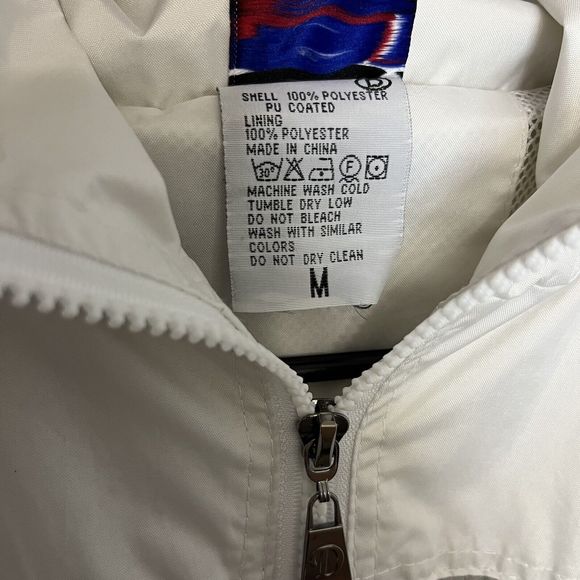 SHELL 100% POLYESTER
PU COATED
LINING
100% POLYESTER
MADE IN CHINA
30° F
MACHINE WASH COLD
TUMBLE DRY LOW
DO NOT BLEACH
WASH WITH SIMILAR
COLORS
DO NOT DRY CLEAN
M
D